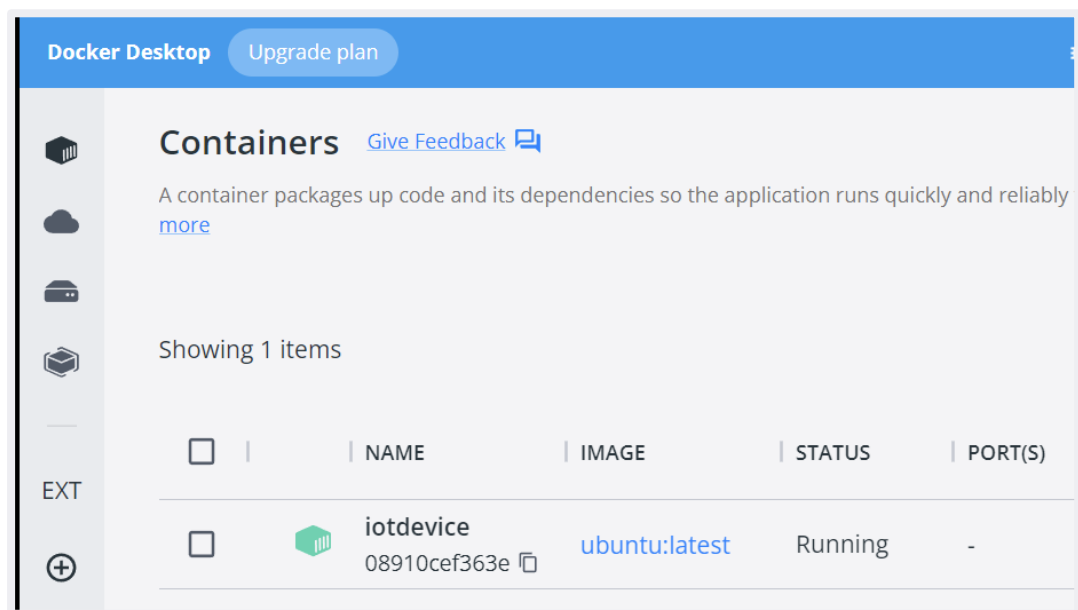 Docker Desktop Upgrade plan
Containers Give Feedback
A container packages up code and its dependencies so the application runs quickly and reliably
more
Showing 1 items
NAME IMAGE STATUS PORT(S)
EXT
iotdevice
08910cef363e ubuntu:latest Running -